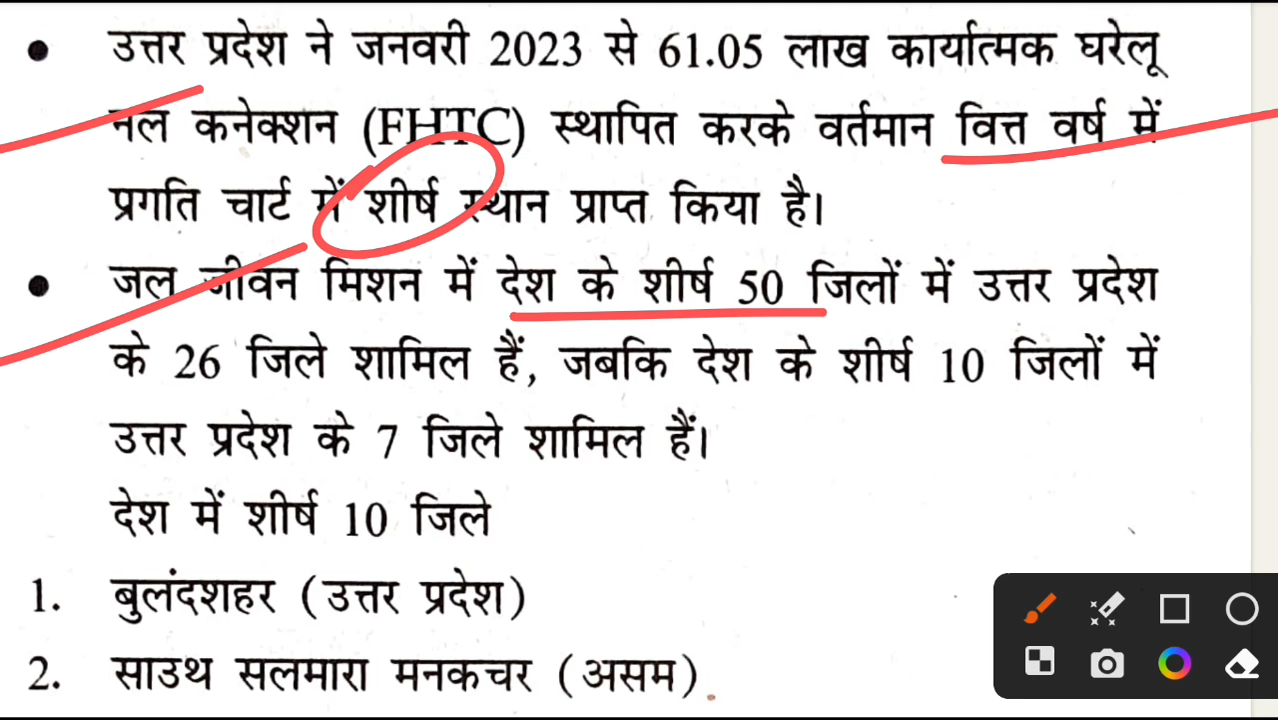 • उत्तर प्रदेश ने जनवरी 2023 से 61.05 लाख कार्यात्मक घरेलू
नल कनेक्शन (FHTC) स्थापित करके वर्तमान वित्त वर्ष में
प्रगति चार्ट में शीर्ष स्थान प्राप्त किया है।
• जल जीवन मिशन में देश के शीर्ष 50 जिलों में उत्तर प्रदेश
के 26 जिले शामिल हैं, जबकि देश के शीर्ष 10 जिलों में
उत्तर प्रदेश के 7 जिले शामिल हैं।
देश में शीर्ष 10 जिले
1. बुलंदशहर (उत्तर प्रदेश)
2. साउथ सलमारा मनकचर (असम)